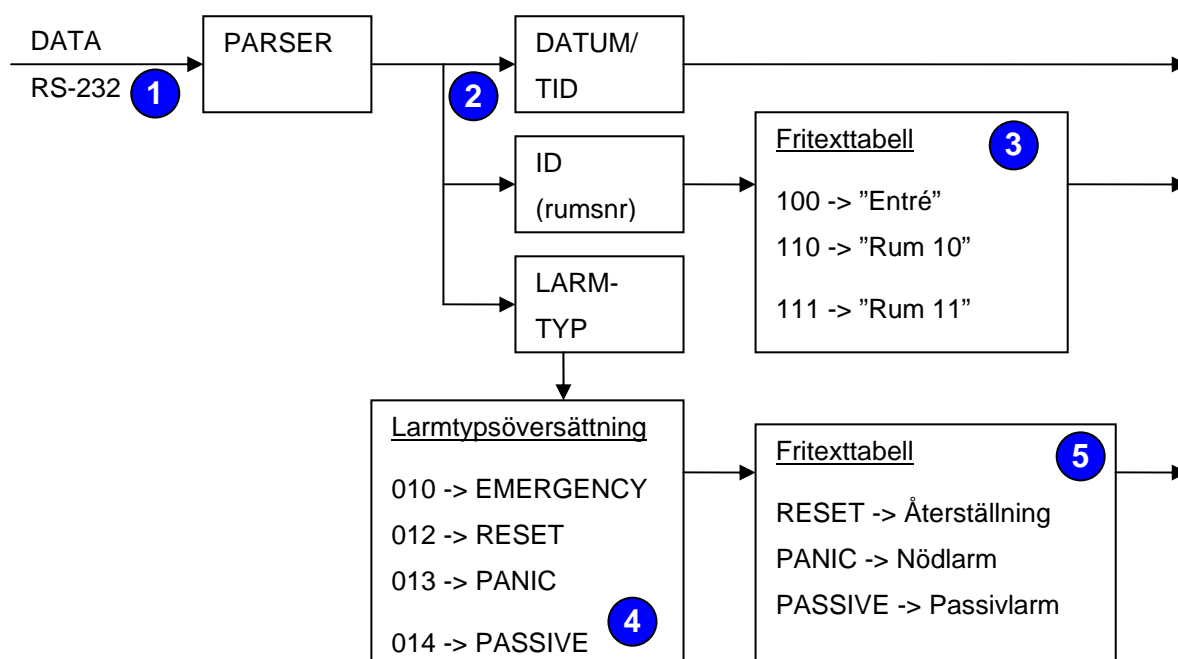 DATA
RS-232
1
PARSER
2
DATUM/
TID
ID
(rumsnr)
LARM-
TYP
Fritexttabell
3
100 -> ”Entré”
110 -> ”Rum 10”
111 -> ”Rum 11”
Larmtypsöversättning
010 -> EMERGENCY
012 -> RESET
013 -> PANIC
014 -> PASSIVE
4
Fritexttabell
5
RESET -> Återställning
PANIC -> Nödlarm
PASSIVE -> Passivlarm